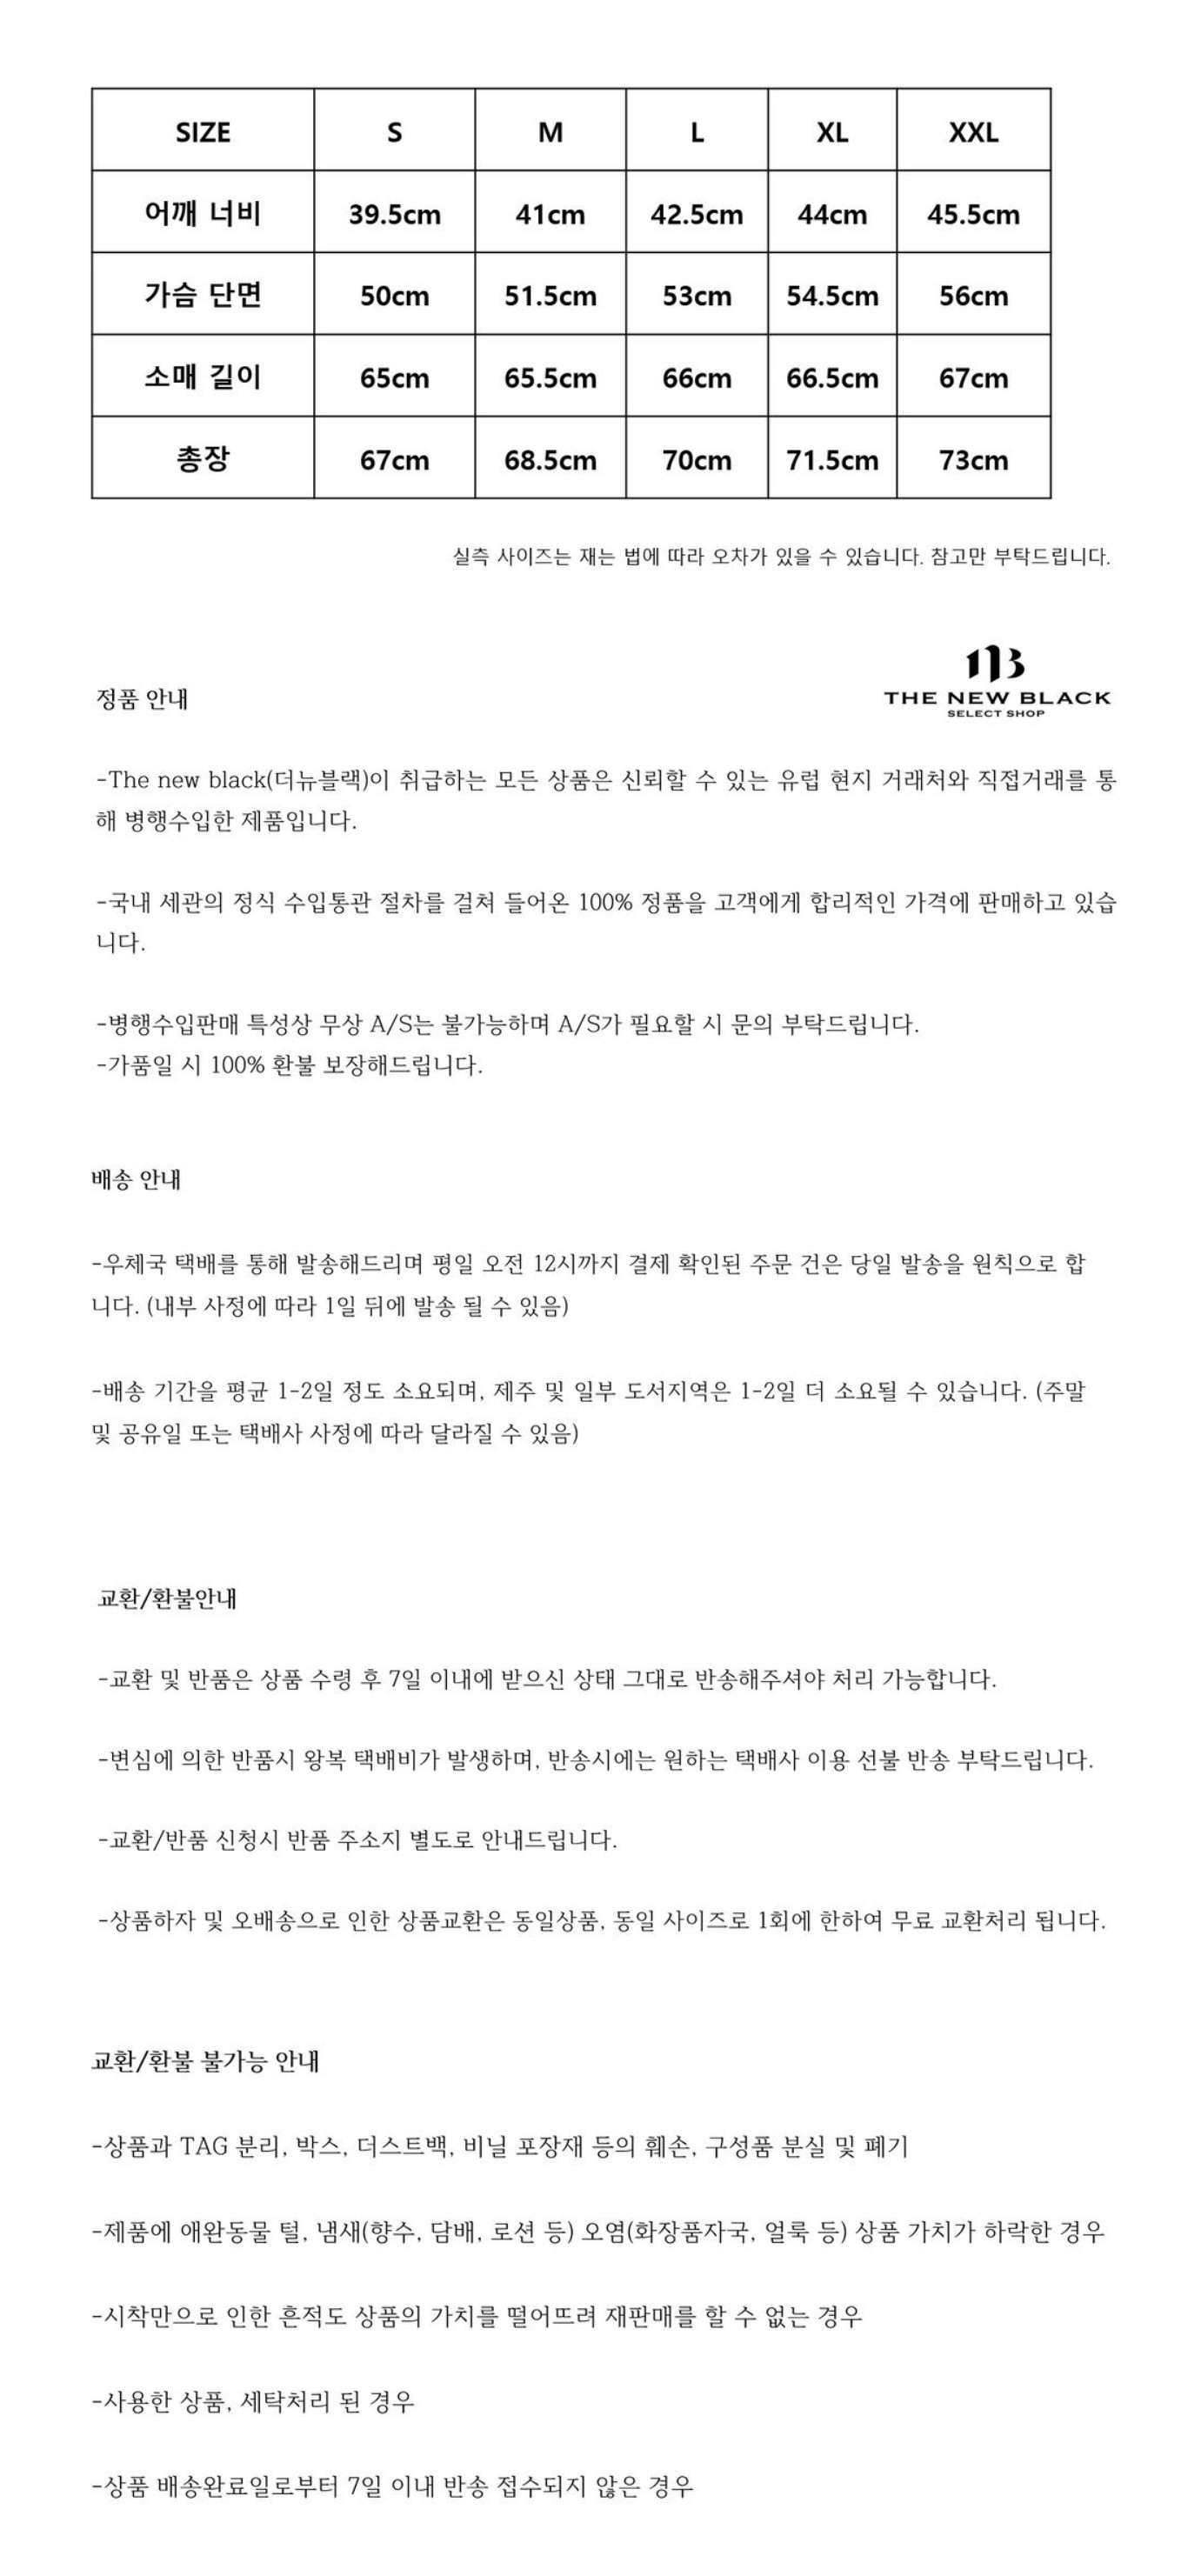 SIZE S M L XL XXL
어깨 너비 39.5cm 41cm 42.5cm 44cm 45.5cm
가슴 단면 50cm 51.5cm 53cm 54.5cm 56cm
소매 길이 65cm 65.5cm 66cm 66.5cm 67cm
총장 67cm 68.5cm 70cm 71.5cm 73cm
실측 사이즈는 재는 법에 따라 오차가 있을 수 있습니다. 참고만 부탁드립니다.
THE NEW BLACK
SELECT SHOP
정품 안내
-The new black(더뉴블랙)이 취급하는 모든 상품은 신뢰할 수 있는 유럽 현지 거래처와 직접거래를 통
해 병행수입한 제품입니다.
-국내 세관의 정식 수입통관 절차를 걸쳐 들어온 100% 정품을 고객에게 합리적인 가격에 판매하고 있습
니다.
-병행수입판매 특성상 무상 A/S는 불가능하며 A/S가 필요할 시 문의 부탁드립니다.
-가품일 시 100% 환불 보장해드립니다.
배송 안내
-우체국 택배를 통해 발송해드리며 평일 오전 12시까지 결제 확인된 주문 건은 당일 발송을 원칙으로 합
니다. (내부 사정에 따라 1일 뒤에 발송 될 수 있음)
-배송 기간을 평균 1-2일 정도 소요되며, 제주 및 일부 도서지역은 1-2일 더 소요될 수 있습니다. (주말
및 공유일 또는 택배사 사정에 따라 달라질 수 있음)
교환/환불안내
-교환 및 반품은 상품 수령 후 7일 이내에 받으신 상태 그대로 반송해주셔야 처리 가능합니다.
-변심에 의한 반품시 왕복 택배비가 발생하며, 반송시에는 원하는 택배사 이용 선불 반송 부탁드립니다.
-교환/반품 신청시 반품 주소지 별도로 안내드립니다.
-상품하자 및 오배송으로 인한 상품교환은 동일상품, 동일 사이즈로 1회에 한하여 무료 교환처리 됩니다.
교환/환불 불가능 안내
-상품과 TAG 분리, 박스, 더스트백, 비닐 포장재 등의 훼손, 구성품 분실 및 폐기
-제품에 애완동물 털, 냄새(향수, 담배, 로션 등) 오염(화장품자국, 얼룩 등) 상품 가치가 하락한 경우
-시착만으로 인한 흔적도 상품의 가치를 떨어뜨려 재판매를 할 수 없는 경우
-사용한 상품, 세탁처리 된 경우
-상품 배송완료일로부터 7일 이내 반송 접수되지 않은 경우